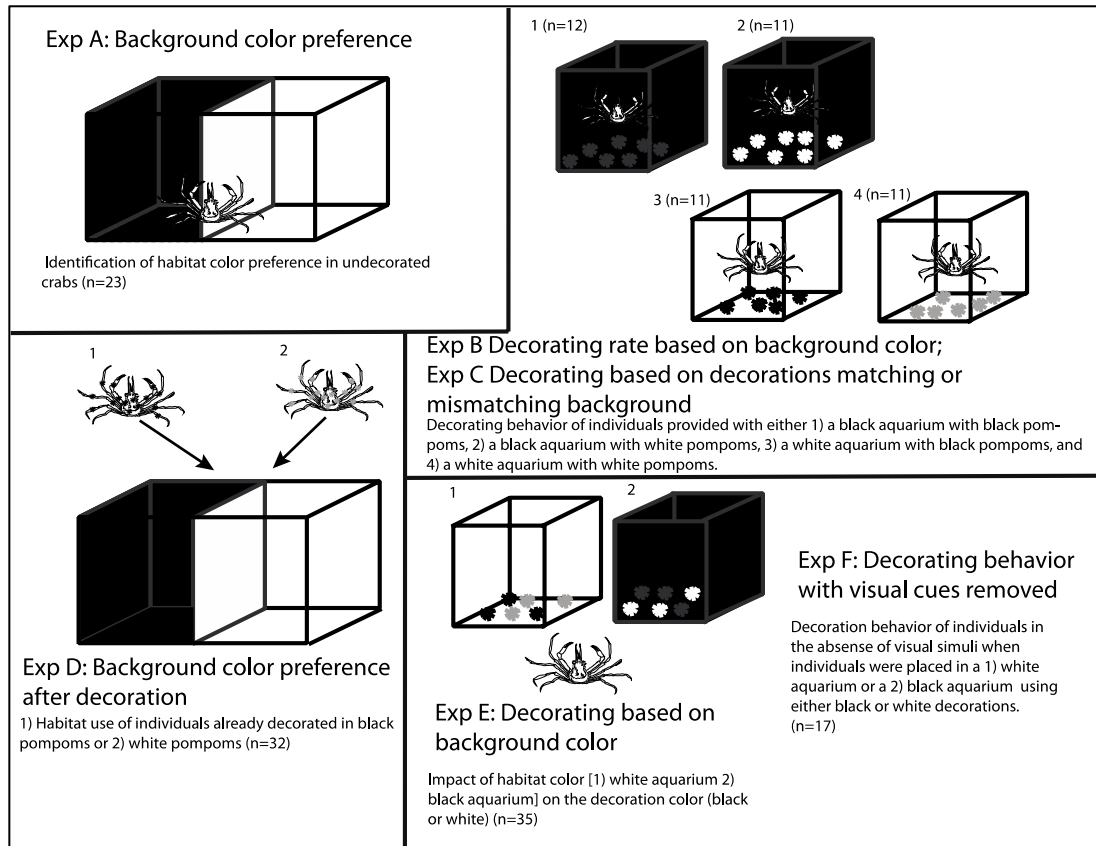 Exp A: Background color preference
Identification of habitat color preference in undecorated
crabs (n=23)
1 (n=12)
2 (n=11)
3 (n=11)
4 (n=11)
Exp B Decorating rate based on background color;
Exp C Decorating based on decorations matching or
mismatching background
Decorating behavior of individuals provided with either 1) a black aquarium with black pom-
poms, 2) a black aquarium with white pompoms, 3) a white aquarium with black pompoms, and
4) a white aquarium with white pompoms.
1
2
Exp D: Background color preference
after decoration
1) Habitat use of individuals already decorated in black
pompoms or 2) white pompoms (n=32)
1
2
Exp E: Decorating based on
background color
Impact of habitat color [1) white aquarium 2)
black aquarium] on the decoration color (black
or white) (n=35)
Exp F: Decorating behavior
with visual cues removed
Decoration behavior of individuals in
the absence of visual simuli when
individuals were placed in a 1) white
aquarium or a 2) black aquarium using
either black or white decorations.
(n=17)